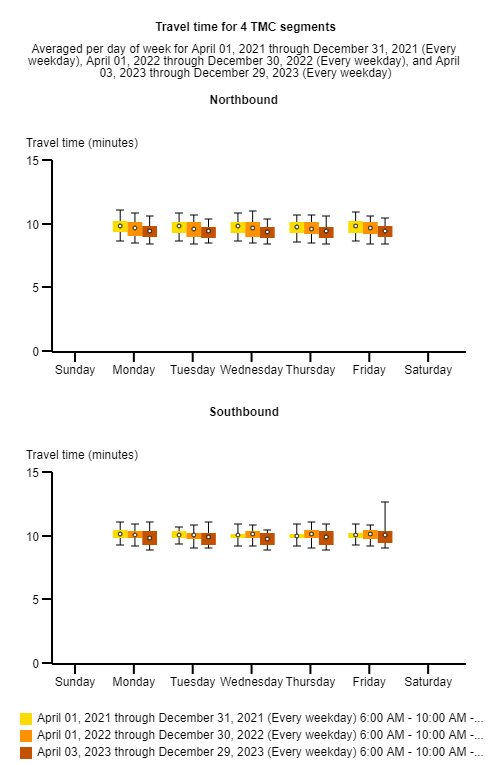 Travel time for 4 TMC segments
Averaged per day of week for April 01, 2021 through December 31, 2021 (Every
weekday), April 01, 2022 through December 30, 2022 (Every weekday), and April
03, 2023 through December 29, 2023 (Every weekday)
Northbound
Travel time (minutes)
15
10
5
0
Sunday Monday Tuesday Wednesday Thursday Friday Saturday
Southbound
Travel time (minutes)
15
10
5
0
Sunday Monday Tuesday Wednesday Thursday Friday Saturday
April 01, 2021 through December 31, 2021 (Every weekday) 6:00 AM - 10:00 AM -...
April 01, 2022 through December 30, 2022 (Every weekday) 6:00 AM - 10:00 AM -...
April 03, 2023 through December 29, 2023 (Every weekday) 6:00 AM - 10:00 AM -...